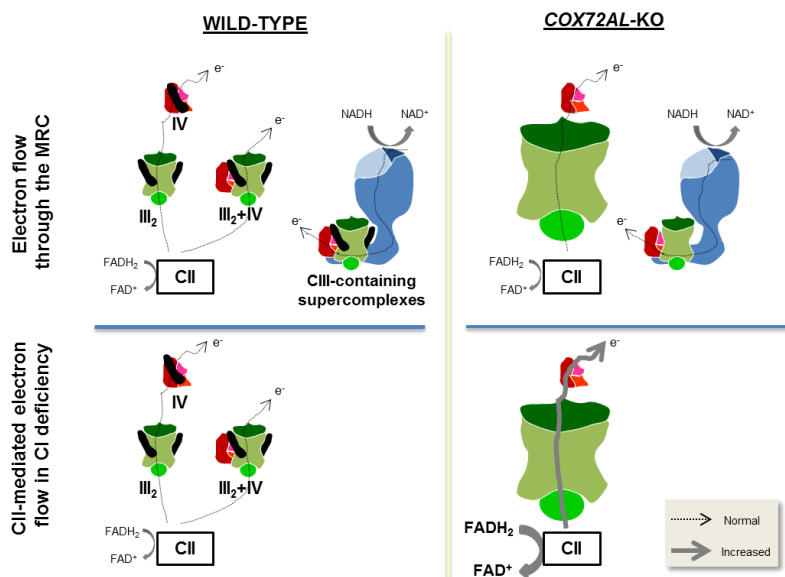 WILD-TYPE
COX72AL-KO
Electron flow
through the MRC
e-
IV
e-
III2
III2+IV
FADH2
FAD+
CII
NADH
NAD+
e-
CIII-containing
supercomplexes
e-
FADH2
FAD+
CII
NADH
NAD+
e-
CII-mediated electron
flow in CI deficiency
e-
IV
e-
III2
III2+IV
FADH2
FAD+
CII
e-
FADH2
FAD+
CII
Normal
Increased